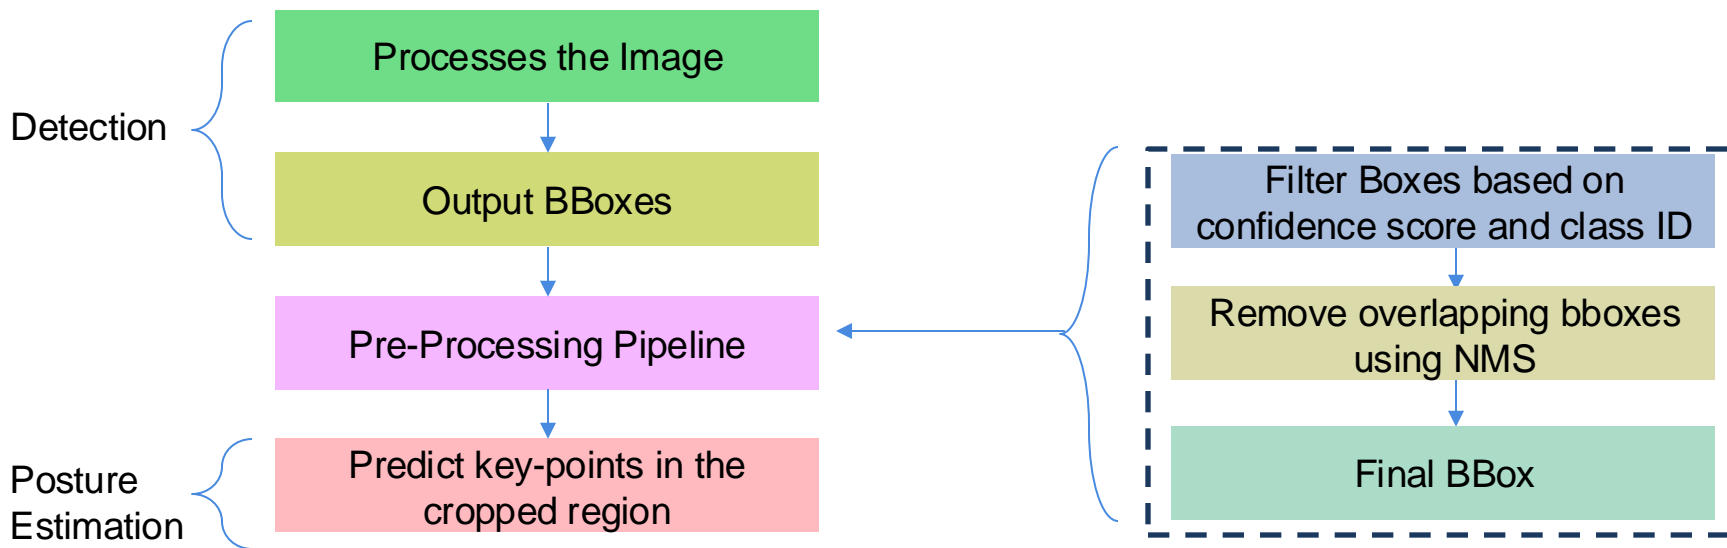 Processes the Image
Detection
Output BBoxes
Pre-Processing Pipeline
Posture
Estimation
Predict key-points in the
cropped region
Filter Boxes based on
confidence score and class ID
Remove overlapping bboxes
using NMS
Final BBox